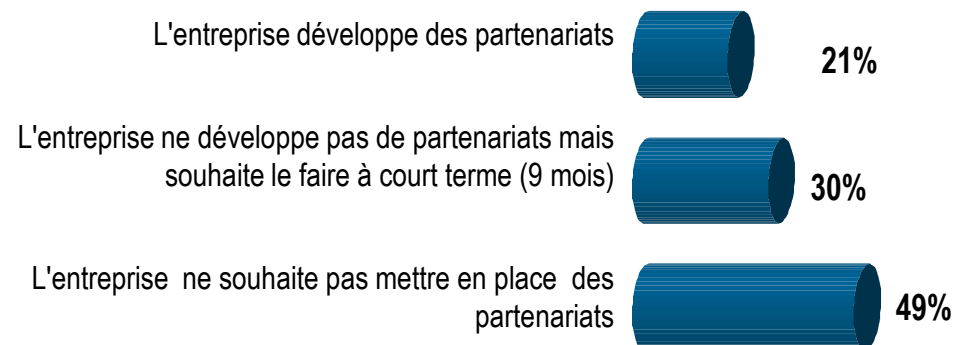 L'entreprise développe des partenariats
21%
L'entreprise ne développe pas de partenariats mais
souhaite le faire à court terme (9 mois)
30%
L'entreprise ne souhaite pas mettre en place des
partenariats
49%